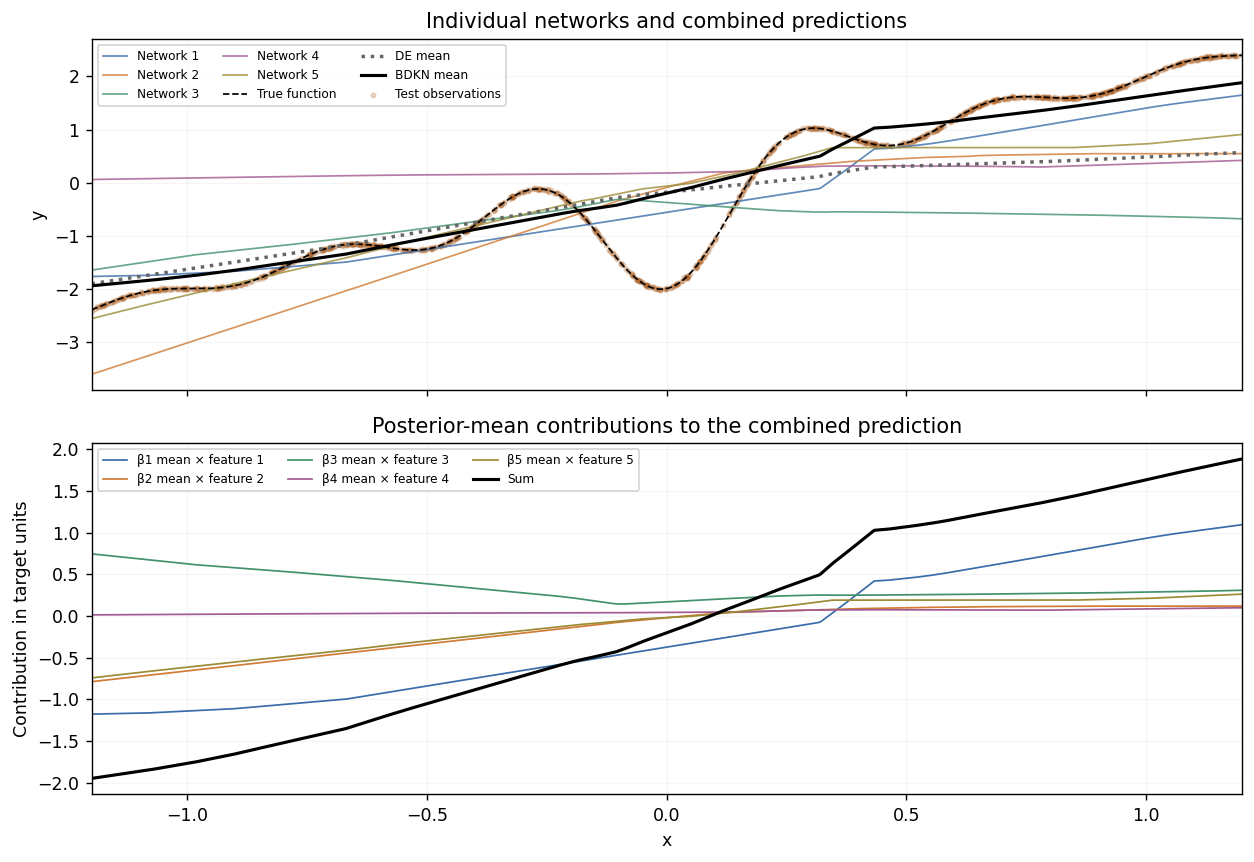 Individual networks and combined predictions
Network 1
Network 2
Network 3
Network 4
Network 5
True function
DE mean
BDKN mean
Test observations
y
2
1
0
−1
−2
−3
Posterior-mean contributions to the combined prediction
β1 mean × feature 1
β2 mean × feature 2
β3 mean × feature 3
β4 mean × feature 4
β5 mean × feature 5
Sum
Contribution in target units
2.0
1.5
1.0
0.5
0.0
−0.5
−1.0
−1.5
−2.0
−1.0
−0.5
0.0
0.5
1.0
x